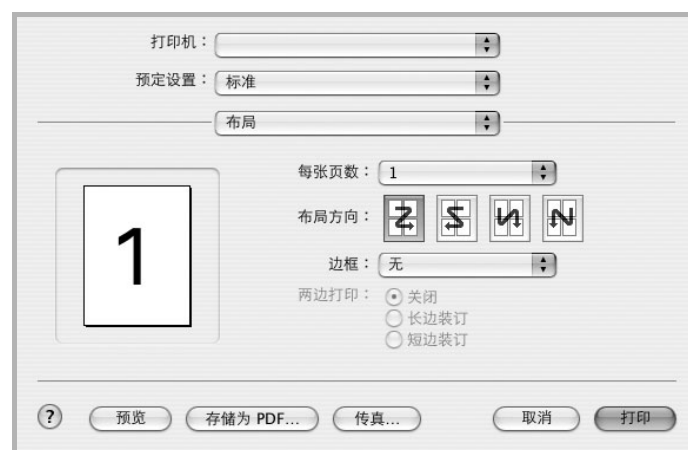 打印机：
预定设置： 标准
布局
每张页数： 1
布局方向：
边框： 无
两边打印： 关闭
长边装订
短边装订
1
? 预览 存储为 PDF... 传真... 取消 打印